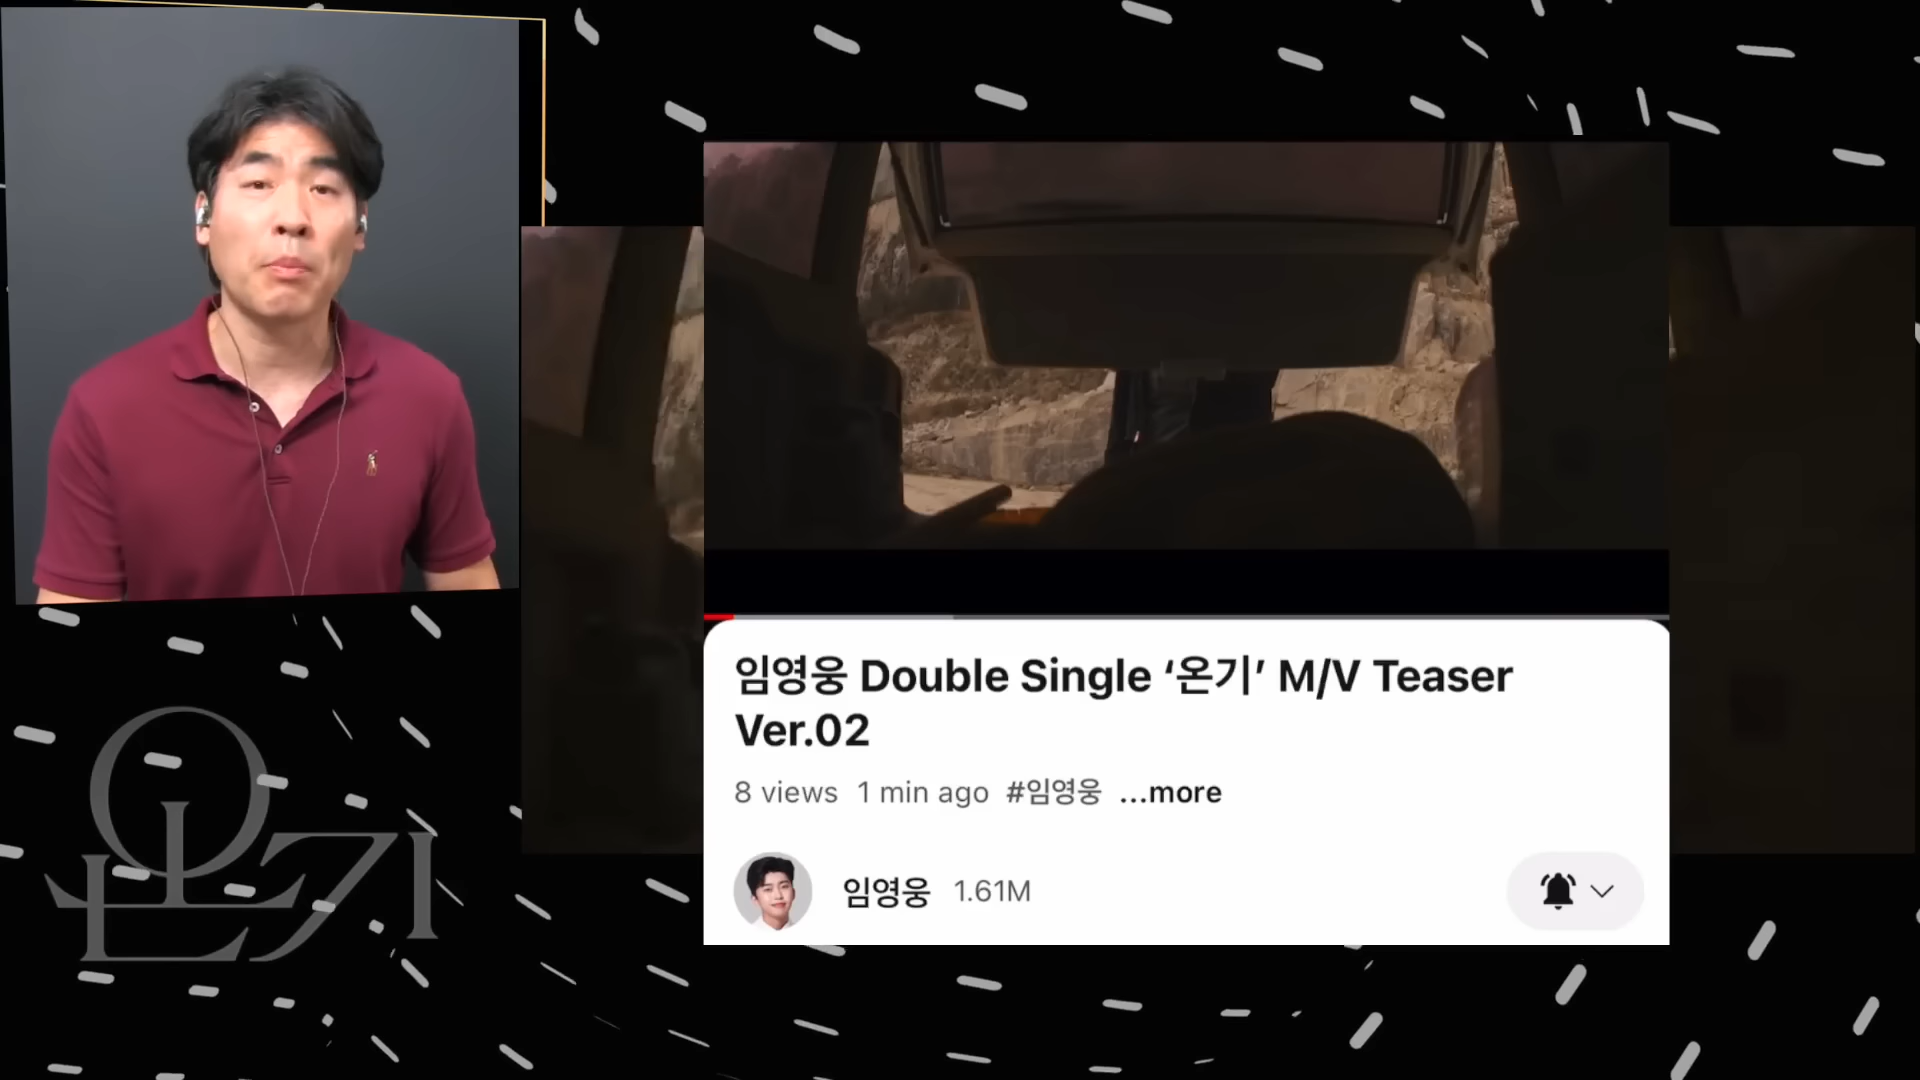 임영웅 Double Single ‘온기’ M/V Teaser
Ver.02
8 views 1 min ago #임영웅 ...more
임영웅 1.61M
온기